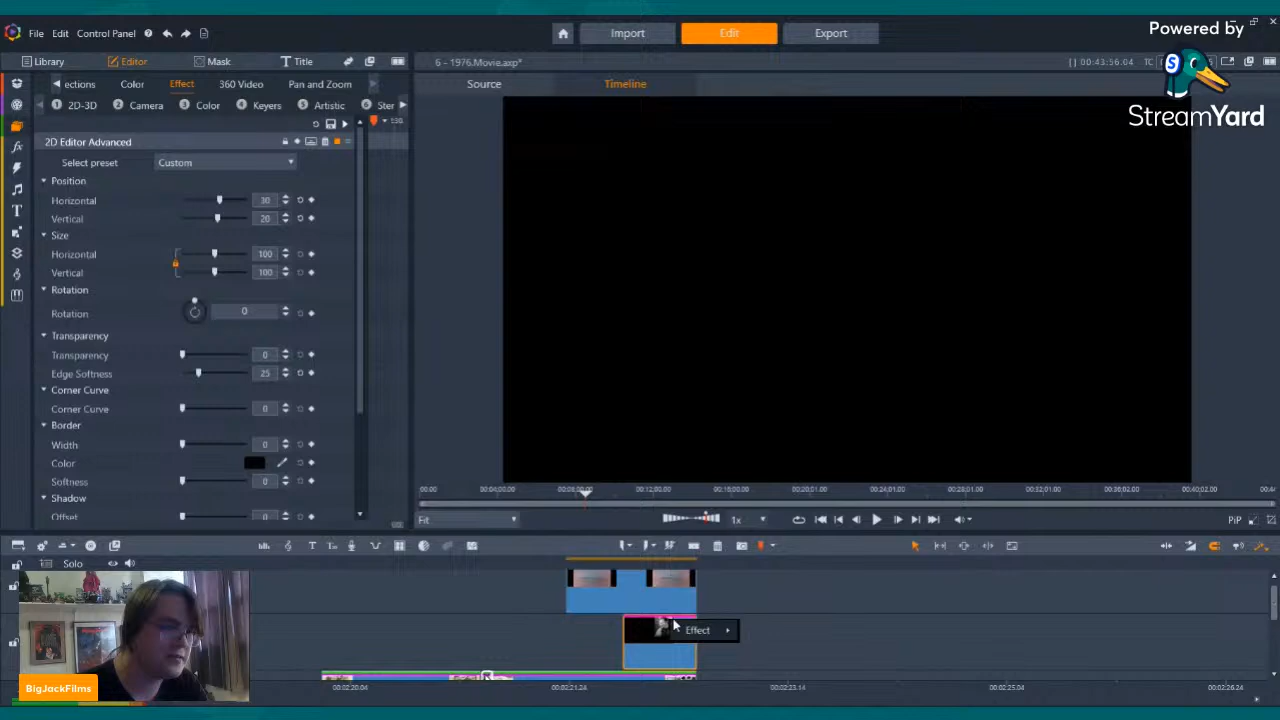 Powered by
StreamYard
File Edit Control Panel
Import Edit Export
Library Editor Mask Title
6 - 1976.Movie.axp*
[ ] 00:43:56.04 TC
ections Color Effect 360 Video Pan and Zoom
Source Timeline
1 2D-3D 2 Camera 3 Color 4 Keyers 5 Artistic 6 Ster
2D Editor Advanced
Select preset Custom
Position
Horizontal 30
Vertical 20
Size
Horizontal 100
Vertical 100
Rotation
Rotation 0
Transparency
Transparency 0
Edge Softness 25
Corner Curve
Corner Curve 0
Border
Width 0
Color
Softness 0
Shadow
Offset 0
:00:00 00:04:00.00 00:08:00.00 00:12:00.00 00:16:00.00 00:20:01.00 00:24:01.00 00:28:01.00 00:32:01.00 00:36:02.00 00:40:02.00
Fit 1x PiP
Solo
Effect
BigJackFilms
00:02:20.04 00:02:21.24 00:02:23.14 00:02:25.04 00:02:26.24